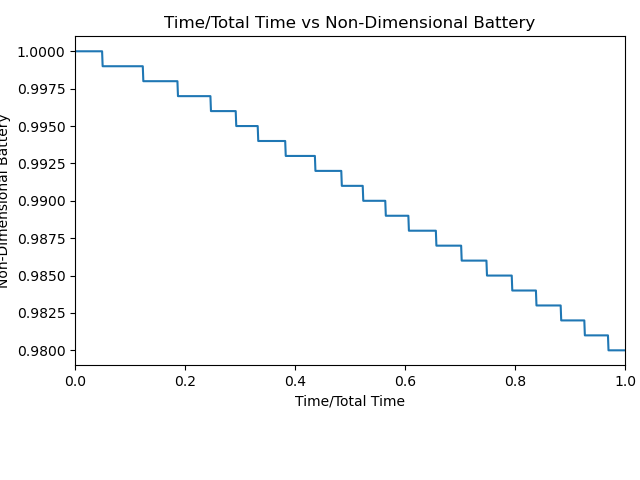 Time/Total Time vs Non-Dimensional Battery
1.0000
0.9975
0.9950
0.9925
0.9900
0.9875
0.9850
0.9825
0.9800
Non-Dimensional Battery
0.0 0.2 0.4 0.6 0.8 1.0
Time/Total Time